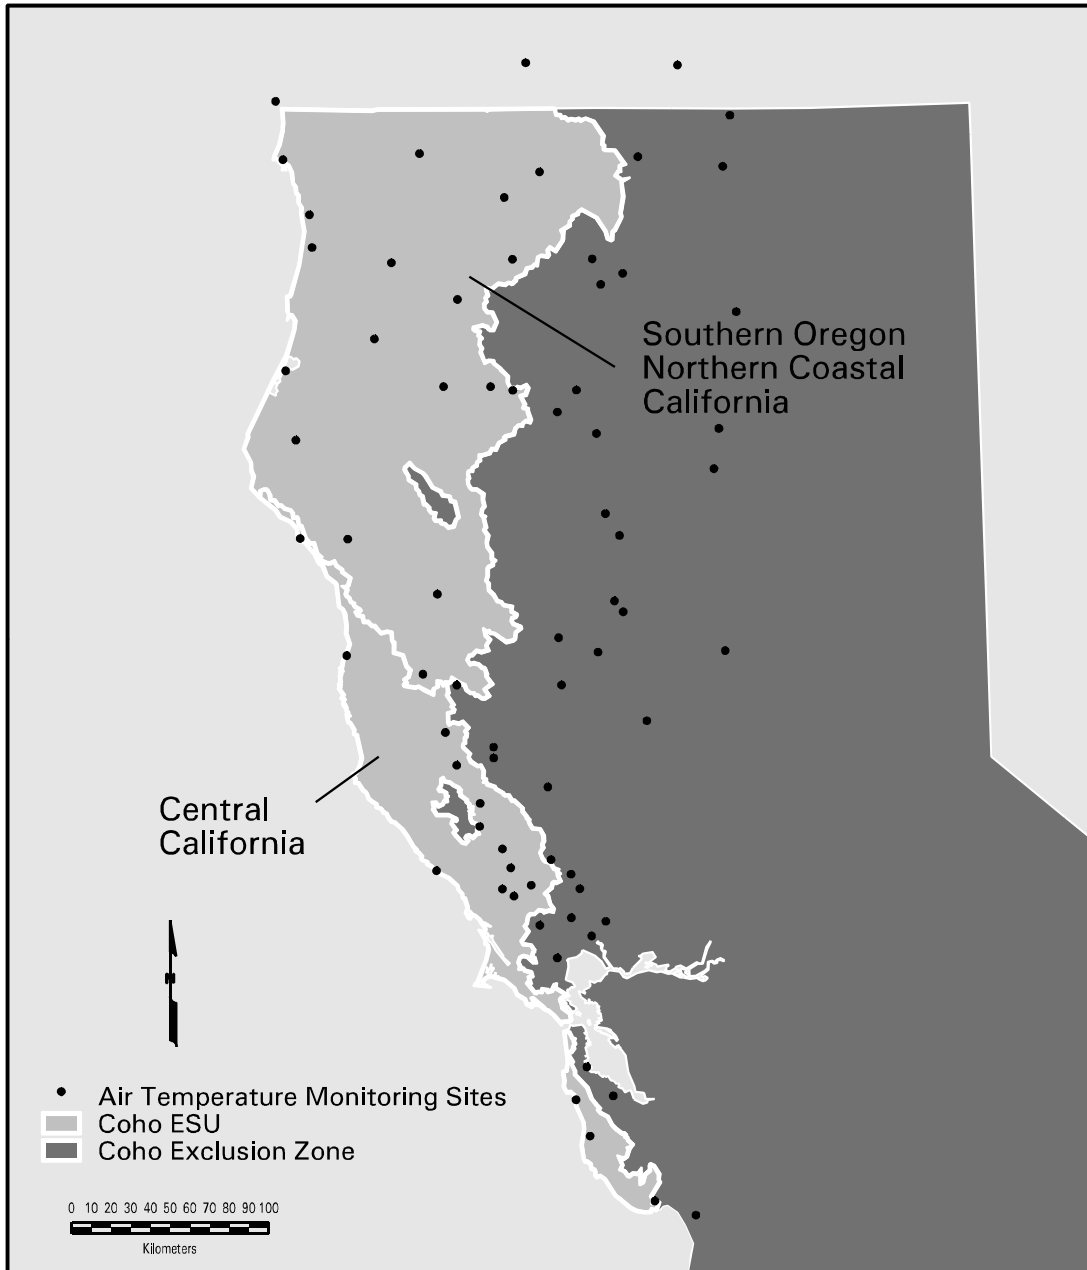 Southern Oregon
Northern Coastal
California
Central
California
Air Temperature Monitoring Sites
Coho ESU
Coho Exclusion Zone
0 10 20 30 40 50 60 70 80 90 100
Kilometers